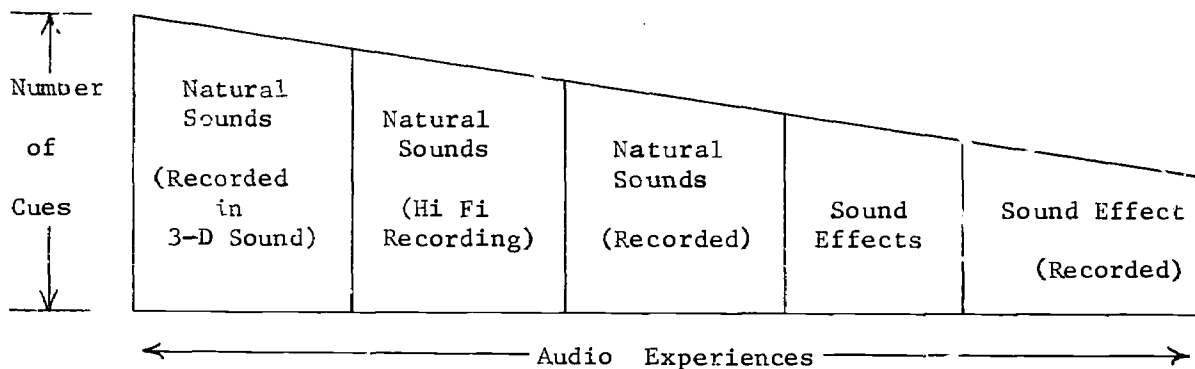 Number
of
Cues
Natural
Sounds
(Recorded
in
3-D Sound)
Natural
Sounds
(Hi Fi
Recording)
Natural
Sounds
(Recorded)
Sound
Effects
Sound Effect
(Recorded)
Audio Experiences